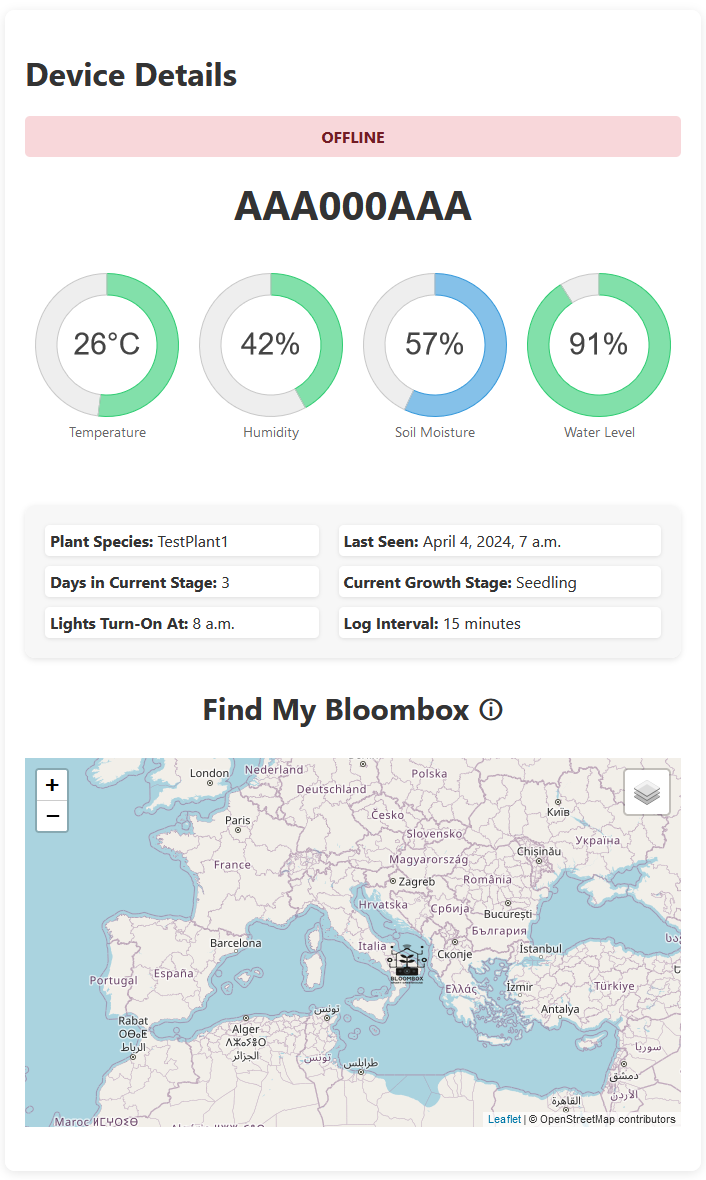 Device Details
OFFLINE
AAA000AAA
26°C
42%
57%
91%
Temperature
Humidity
Soil Moisture
Water Level
Plant Species: TestPlant1
Last Seen: April 4, 2024, 7 a.m.
Days in Current Stage: 3
Current Growth Stage: Seedling
Lights Turn-On At: 8 a.m.
Log Interval: 15 minutes
Find My Bloombox
+
−
London
Nederland
Polska
Deutschland
Київ
Paris
Česko
Slovensko
Chișinău
Україна
France
Magyarország
Zagreb
România
Hrvatska
Србија
București
България
Barcelona
Italia
Скопје
İstanbul
BLOOMBOX
Portugal
España
Ελλάς
İzmir
Türkiye
Antalya
Rabat
ⵔⴱⴰⵟ
الرباط
Alger
الجزائر
تونس
تونس
طرابلس
سوريا
دمشق
الأردن
القاهرة
Maroc
Leaflet | © OpenStreetMap contributors